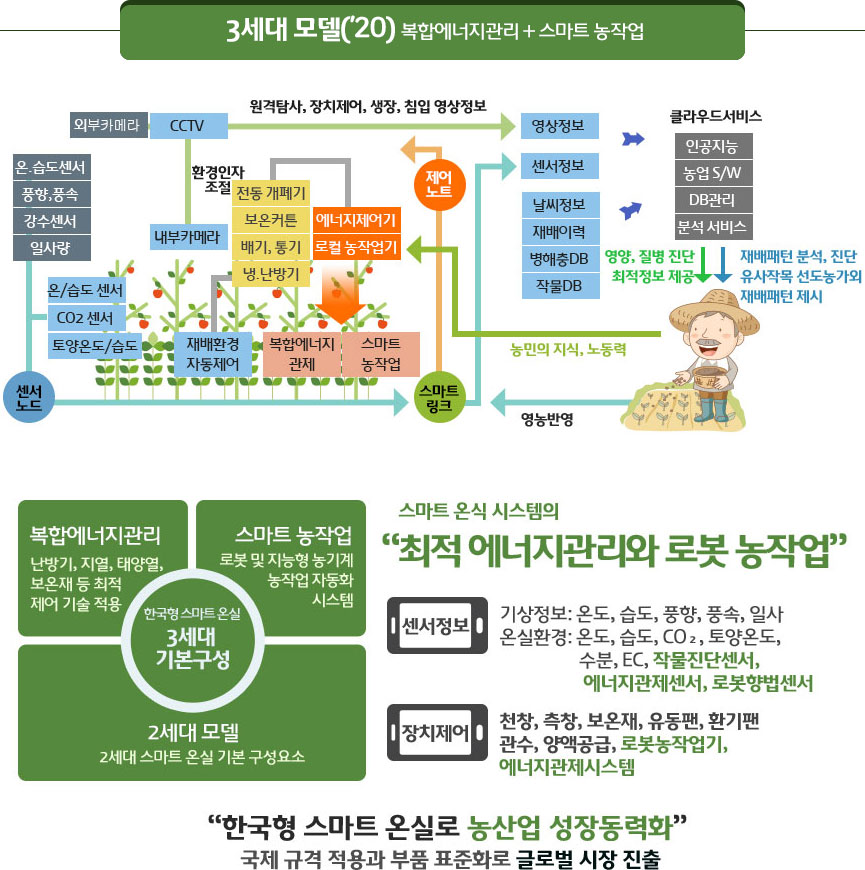 3세대 모델('20) 복합에너지관리 + 스마트 농작업
원격탐사, 장치제어, 생장, 침입 영상정보
외부카메라
CCTV
온.습도센서
풍향,풍속
강수센서
일사량
환경인자
조절
내부카메라
전동 개폐기
보온커튼
배기, 통기
냉.난방기
에너지제어기
로컬 농작업기
제어
노트
영상정보
센서정보
날씨정보
재배이력
병해충DB
작물DB
클라우드서비스
인공지능
농업 S/W
DB관리
분석 서비스
영양, 질병 진단
최적정보 제공
재배패턴 분석, 진단
유사작목 선도농가외
재배패턴 제시
온/습도 센서
CO2 센서
토양온도/습도
재배환경
자동제어
복합에너지
관제
스마트
농작업
농민의 지식, 노동력
센서
노드
스마트
링크
영농반영
복합에너지관리
난방기, 지열, 태양열,
보온재 등 최적
제어 기술 적용
스마트 농작업
로봇 및 지능형 농기계
농작업 자동화
시스템
한국형 스마트 온실
3세대
기본구성
2세대 모델
2세대 스마트 온실 기본 구성요소
스마트 온식 시스템의
“최적 에너지관리와 로봇 농작업”
센서정보
기상정보: 온도, 습도, 풍향, 풍속, 일사
온실환경: 온도, 습도, CO₂, 토양온도,
수분, EC, 작물진단센서,
에너지관제센서, 로봇향법센서
장치제어
천창, 측창, 보온재, 유동팬, 환기팬
관수, 양액공급, 로봇농작업기,
에너지관제시스템
“한국형 스마트 온실로 농산업 성장동력화”
국제 규격 적용과 부품 표준화로 글로벌 시장 진출